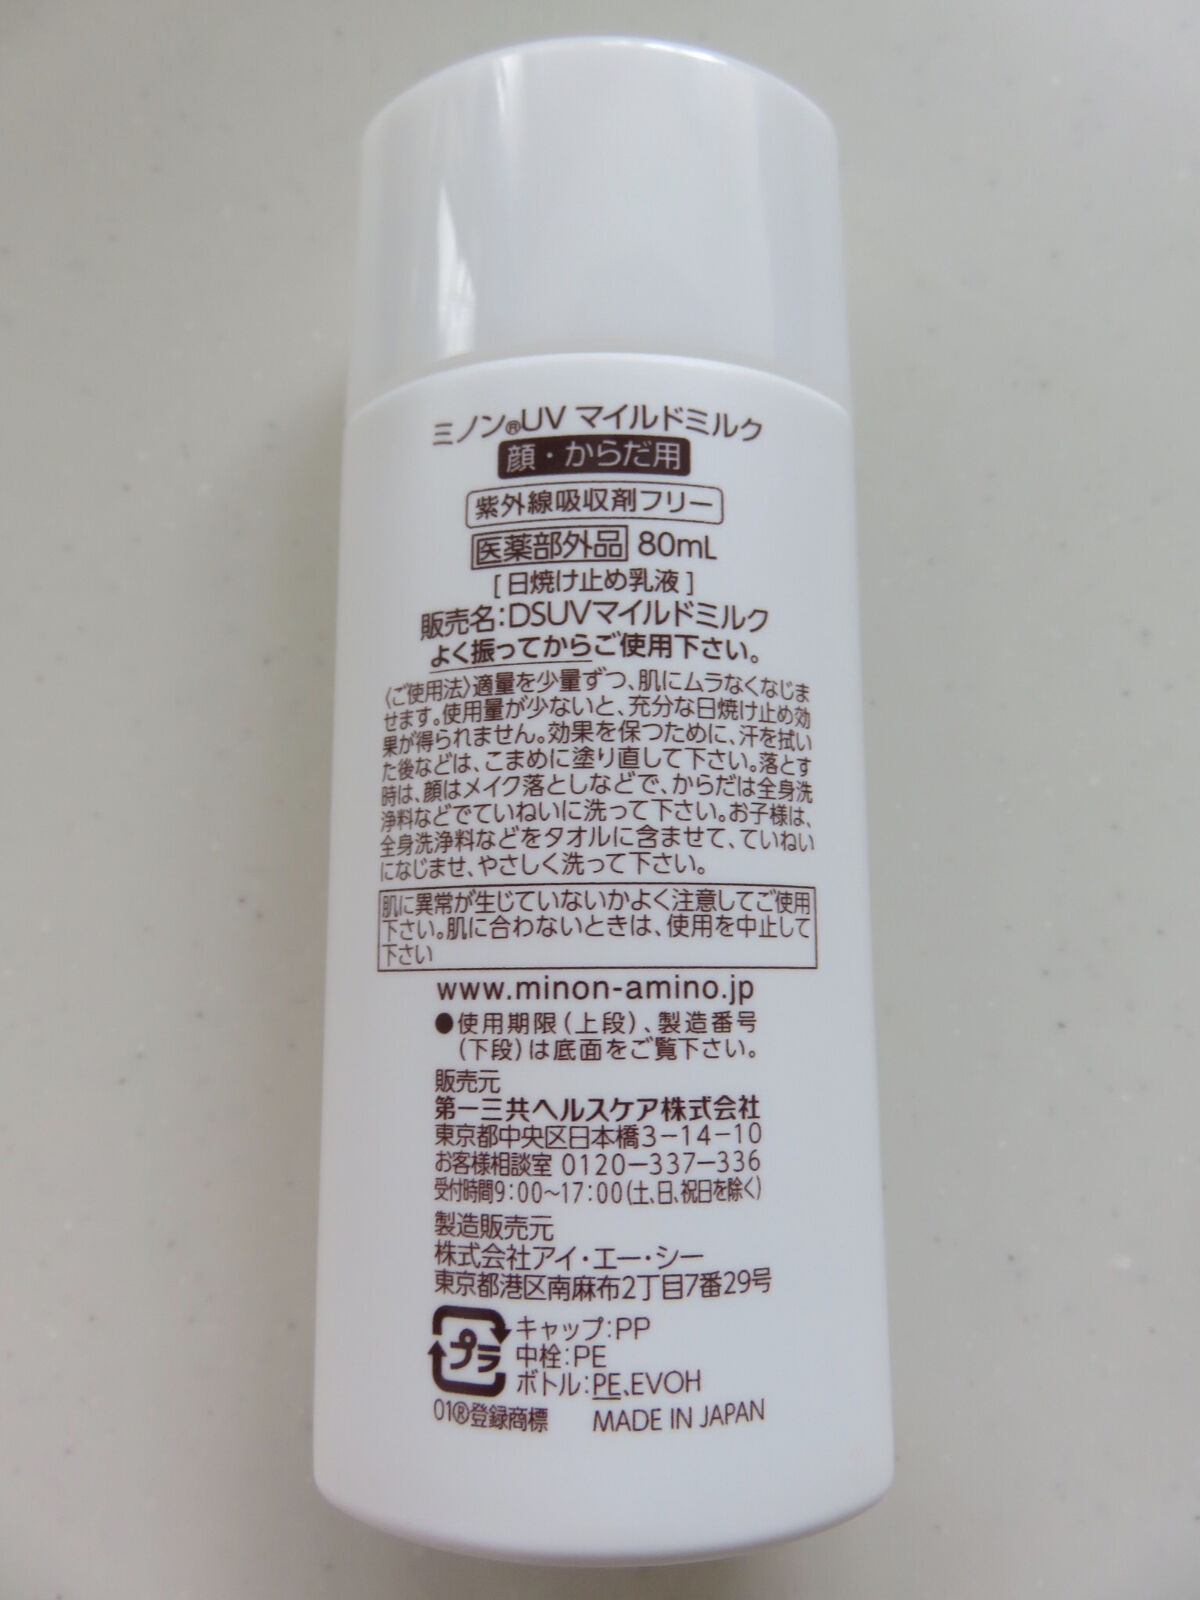 ミノン®UV マイルドミルク
顔・からだ用
紫外線吸収剤フリー
医薬部外品 80mL
[日焼け止め乳液]
販売名:DSUVマイルドミルク
よく振ってからご使用下さい。
〈ご使用法〉適量を少量ずつ、肌にムラなくなじま
せます。使用量が少ないと、充分な日焼け止め効
果が得られません。効果を保つために、汗を拭い
た後などは、こまめに塗り直して下さい。落とす
時は、顔はメイク落としなどで、からだは全身洗
浄料などでていねいに洗って下さい。お子様は、
全身洗浄料などをタオルに含ませて、ていねい
になじませ、やさしく洗って下さい。
肌に異常が生じていないかよく注意してご使用
下さい。肌に合わないときは、使用を中止して
下さい
www.minon-amino.jp
●使用期限(上段)、製造番号
(下段)は底面をご覧下さい。
販売元
第一三共ヘルスケア株式会社
東京都中央区日本橋3-14-10
お客様相談室 0120-337-336
受付時間9:00~17:00(土、日、祝日を除く)
製造販売元
株式会社アイ・エー・シー
東京都港区南麻布2丁目7番29号
プラ
キャップ:PP
中栓:PE
ボトル:PE、EVOH
01®登録商標 MADE IN JAPAN